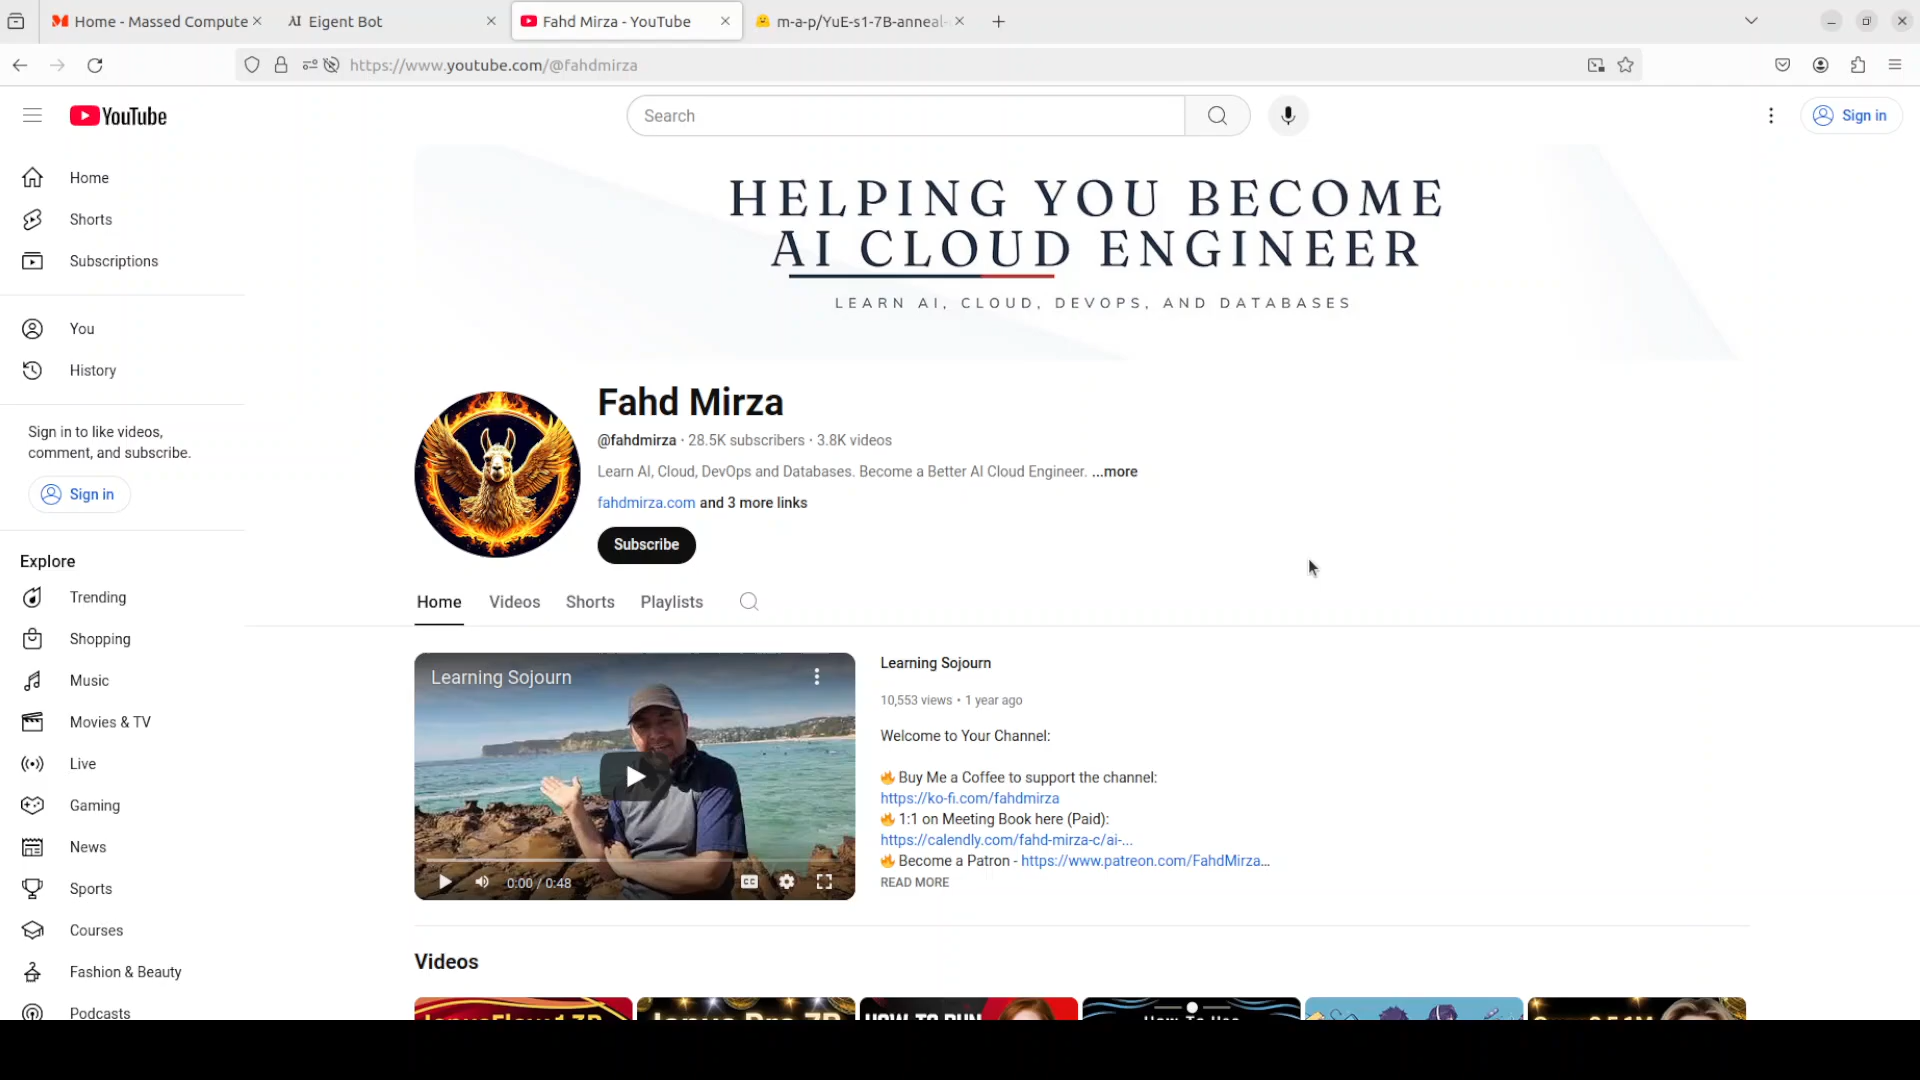 Home - Massed Compute
Eigent Bot
Fahd Mirza - YouTube
m-a-p/YuE-s1-7B-anneal-
https://www.youtube.com/@fahdmirza
YouTube
Search
Sign in
Home
Shorts
Subscriptions
You
History
Sign in to like videos,
comment, and subscribe.
Sign in
Explore
Trending
Shopping
Music
Movies & TV
Live
Gaming
News
Sports
Courses
Fashion & Beauty
Podcasts
HELPING YOU BECOME
AI CLOUD ENGINEER
LEARN AI, CLOUD, DEVOPS, AND DATABASES
Fahd Mirza
@fahdmirza · 28.5K subscribers · 3.8K videos
Learn AI, Cloud, DevOps and Databases. Become a Better AI Cloud Engineer. ...more
fahdmirza.com and 3 more links
Subscribe
Home
Videos
Shorts
Playlists
Learning Sojourn
0:00 / 0:48
CC
Learning Sojourn
10,553 views • 1 year ago
Welcome to Your Channel:
🔥 Buy Me a Coffee to support the channel:
https://ko-fi.com/fahdmirza
🔥 1:1 on Meeting Book here (Paid):
https://calendly.com/fahd-mirza-c/ai-...
🔥 Become a Patron - https://www.patreon.com/FahdMirza...
READ MORE
Videos
HOW TO RUN
How To Use